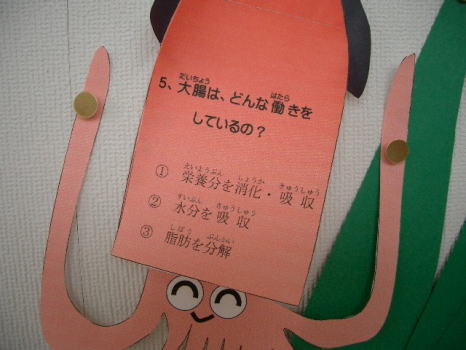 5、大腸は、どんな働きを
しているの？
① 栄養分を消化・吸収
② 水分を吸収
③ 脂肪を分解